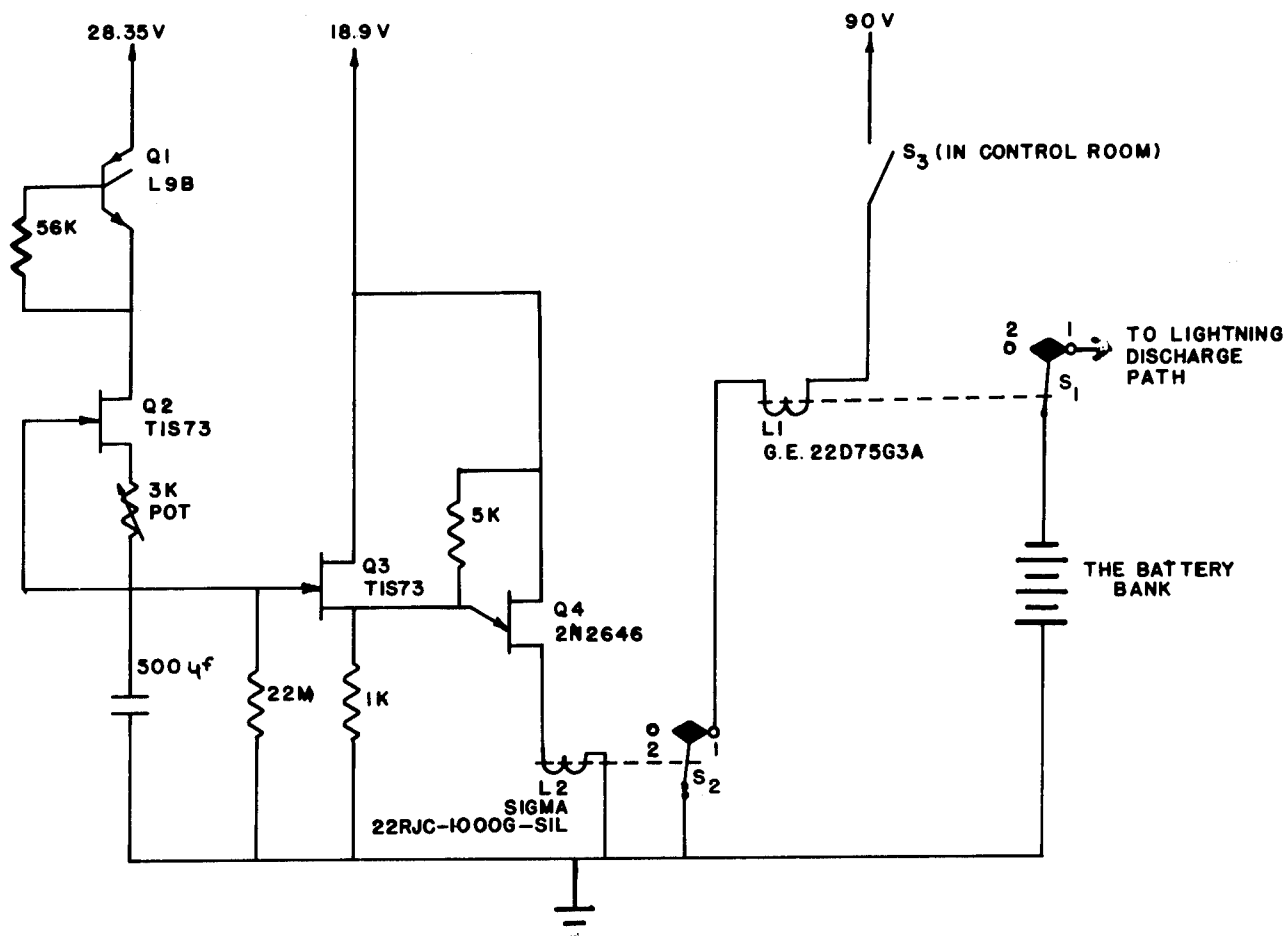 28.35V
18.9V
90V
Q1
L9B
S3 (IN CONTROL ROOM)
56K
2
1
TO LIGHTNING
DISCHARGE
PATH
S1
Q2
TIS73
L1
G.E. 22D75G3A
3K
POT
5K
Q3
TIS73
THE BATTERY
BANK
Q4
2N2646
500 μf
22M
1K
2
1
S2
L2
SIGMA
22RJC-1000G-SIL